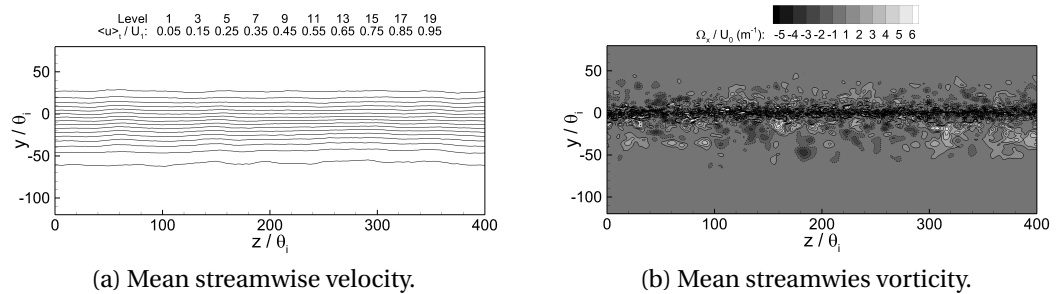 Level 1 3 5 7 9 11 13 15 17 19
<u>t / U1: 0.05 0.15 0.25 0.35 0.45 0.55 0.65 0.75 0.85 0.95
50
0
-50
-100
y / θi
0 100 200 300 400
z / θi
(a) Mean streamwise velocity.
Ωx / U0 (m-1): -5 -4 -3 -2 -1 1 2 3 4 5 6
50
0
-50
-100
y / θi
0 100 200 300 400
z / θi
(b) Mean streamwies vorticity.